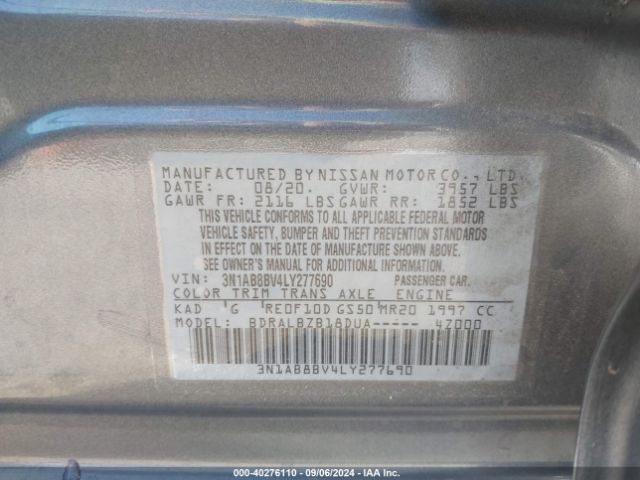 MANUFACTURED BY NISSAN MOTOR CO., LTD.
DATE: 08/20. GVWR: 3957 LBS
GAWR FR: 2116 LBS GAWR RR: 1852 LBS
THIS VEHICLE CONFORMS TO ALL APPLICABLE FEDERAL MOTOR
VEHICLE SAFETY, BUMPER AND THEFT PREVENTION STANDARDS
IN EFFECT ON THE DATE OF MANUFACTURE SHOWN ABOVE.
SEE OWNER'S MANUAL FOR ADDITIONAL INFORMATION.
VIN: 3N1AB8BV4LY277690 PASSENGER CAR.
COLOR TRIM TRANS AXLE ENGINE
KAD G RE0F10D GS50 MR20 1997 CC
MODEL: BDRALBZB18DUA----- 4Z000
3N1AB8BV4LY277690
000-40276110 - 09/06/2024 - IAA Inc.